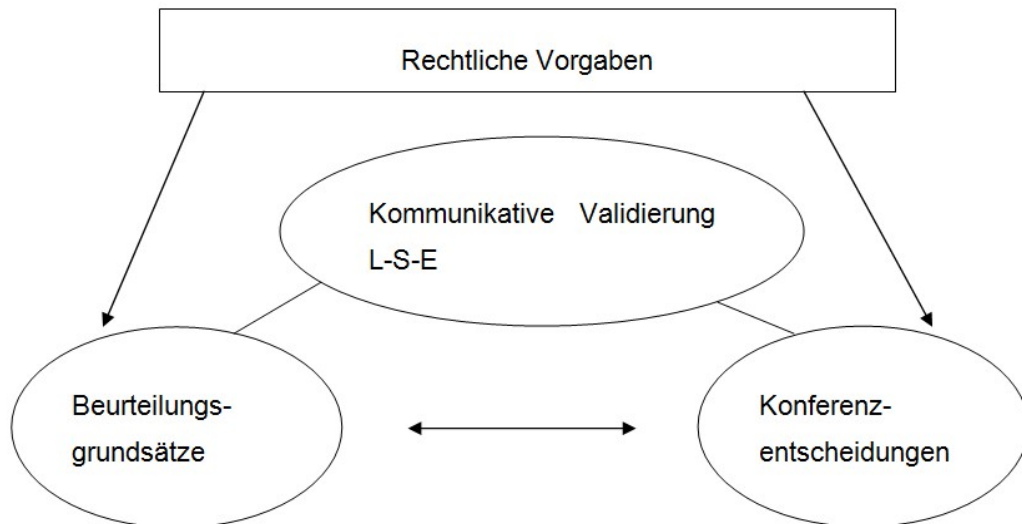 Rechtliche Vorgaben
Kommunikative Validierung
L-S-E
Beurteilungs-
grundsätze
Konferenz-
entscheidungen